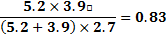 5.2 × 3.9▯ / (5.2 + 3.9) × 2.7 = 0.83